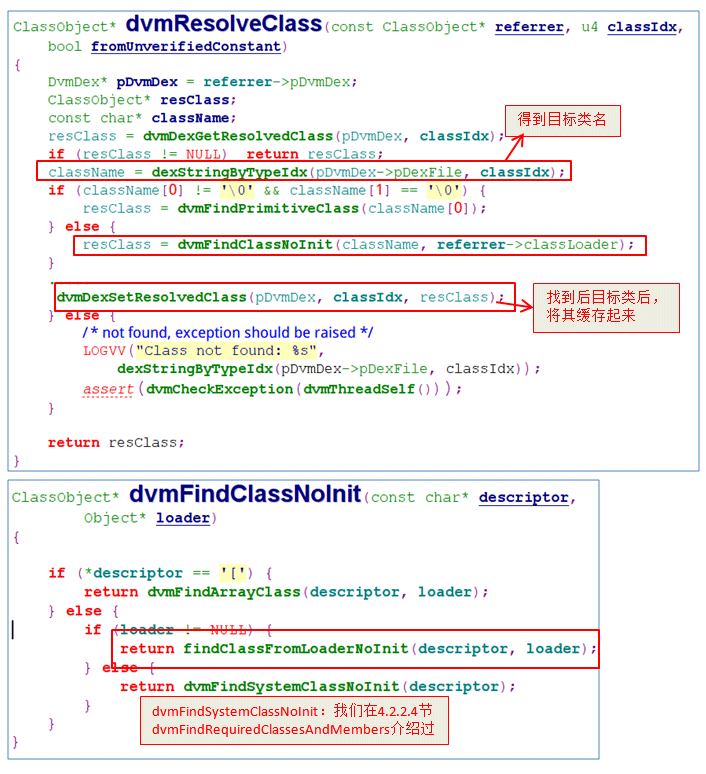 ClassObject* dvmResolveClass(const ClassObject* referrer, u4 classIdx,
bool fromUnverifiedConstant)
{
DvmDex* pDvmDex = referrer->pDvmDex;
ClassObject* resClass;
const char* className;
得到目标类名
resClass = dvmDexGetResolvedClass(pDvmDex, classIdx);
if (resClass != NULL)  return resClass;
className = dexStringByTypeIdx(pDvmDex->pDexFile, classIdx);
if (className[0] != '\0' && className[1] == '\0') {
resClass = dvmFindPrimitiveClass(className[0]);
} else {
resClass = dvmFindClassNoInit(className, referrer->classLoader);
}
dvmDexSetResolvedClass(pDvmDex, classIdx, resClass);
找到后目标类后，
将其缓存起来
} else {
/* not found, exception should be raised */
LOGVV("Class not found: %s",
dexStringByTypeIdx(pDvmDex->pDexFile, classIdx));
assert(dvmCheckException(dvmThreadSelf()));
}
return resClass;
}
ClassObject* dvmFindClassNoInit(const char* descriptor,
Object* loader)
{
if (*descriptor == '[') {
return dvmFindArrayClass(descriptor, loader);
} else {
if (loader != NULL) {
return findClassFromLoaderNoInit(descriptor, loader);
} else {
return dvmFindSystemClassNoInit(descriptor);
}
dvmFindSystemClassNoInit：我们在4.2.2.4节
dvmFindRequiredClassesAndMembers介绍过
}
}